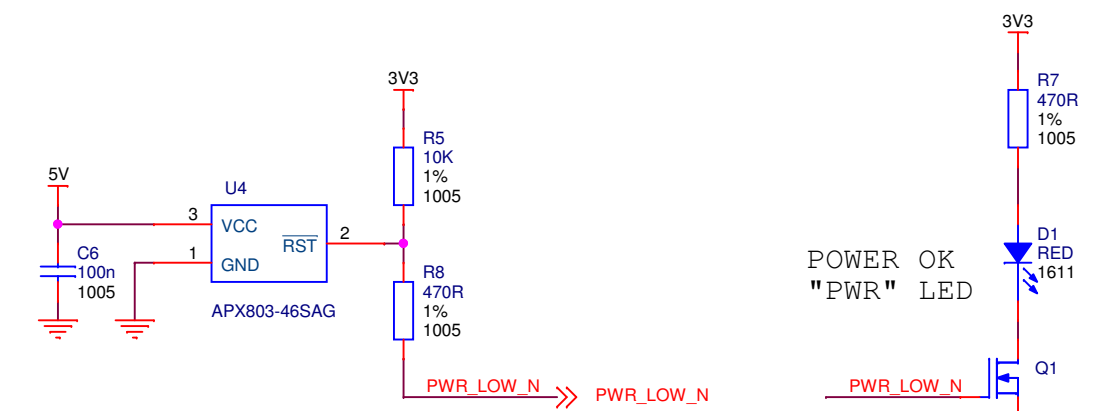 3V3
R7
470R
1%
1005
3V3
R5
10K
1%
1005
5V
U4
3
VCC
RST
2
1
GND
C6
100n
1005
APX803-46SAG
R8
470R
1%
1005
D1
RED
1611
POWER OK
"PWR" LED
Q1
PWR_LOW_N
PWR_LOW_N
PWR_LOW_N